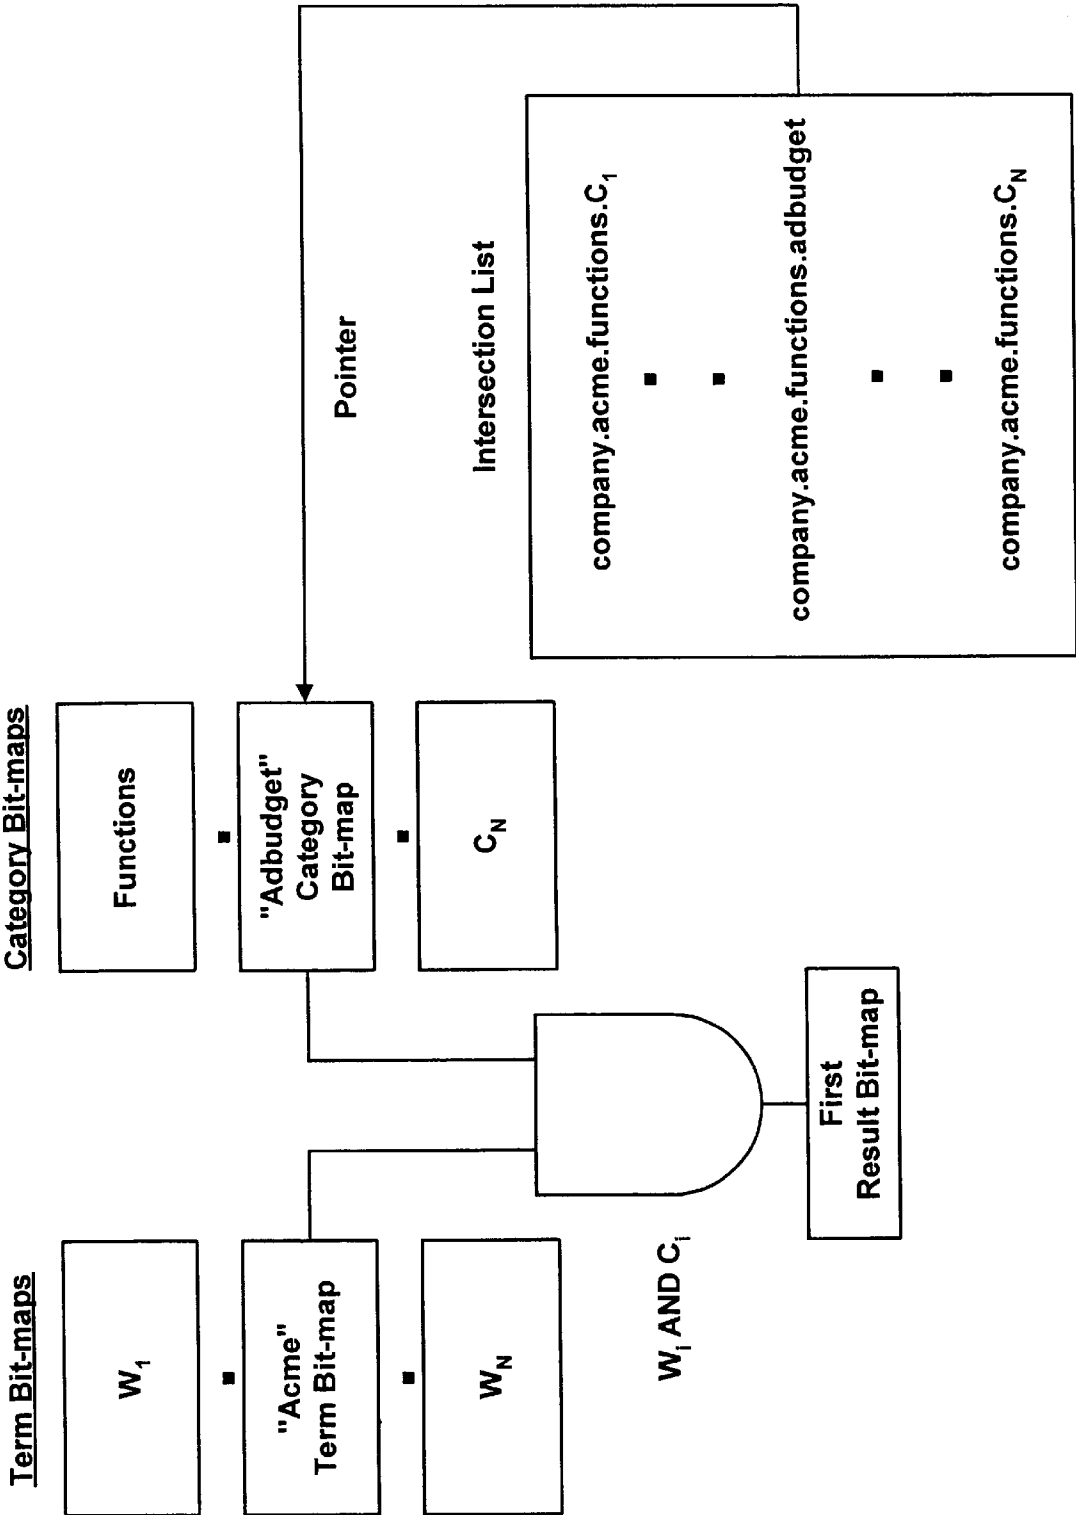 Term Bit-maps
W1
"Acme"
Term Bit-map
WN
Category Bit-maps
Functions
"Adbudget"
Category
Bit-map
CN
Pointer
Wi AND Ci
First
Result Bit-map
Intersection List
company.acme.functions.C1
company.acme.functions.adbudget
company.acme.functions.CN